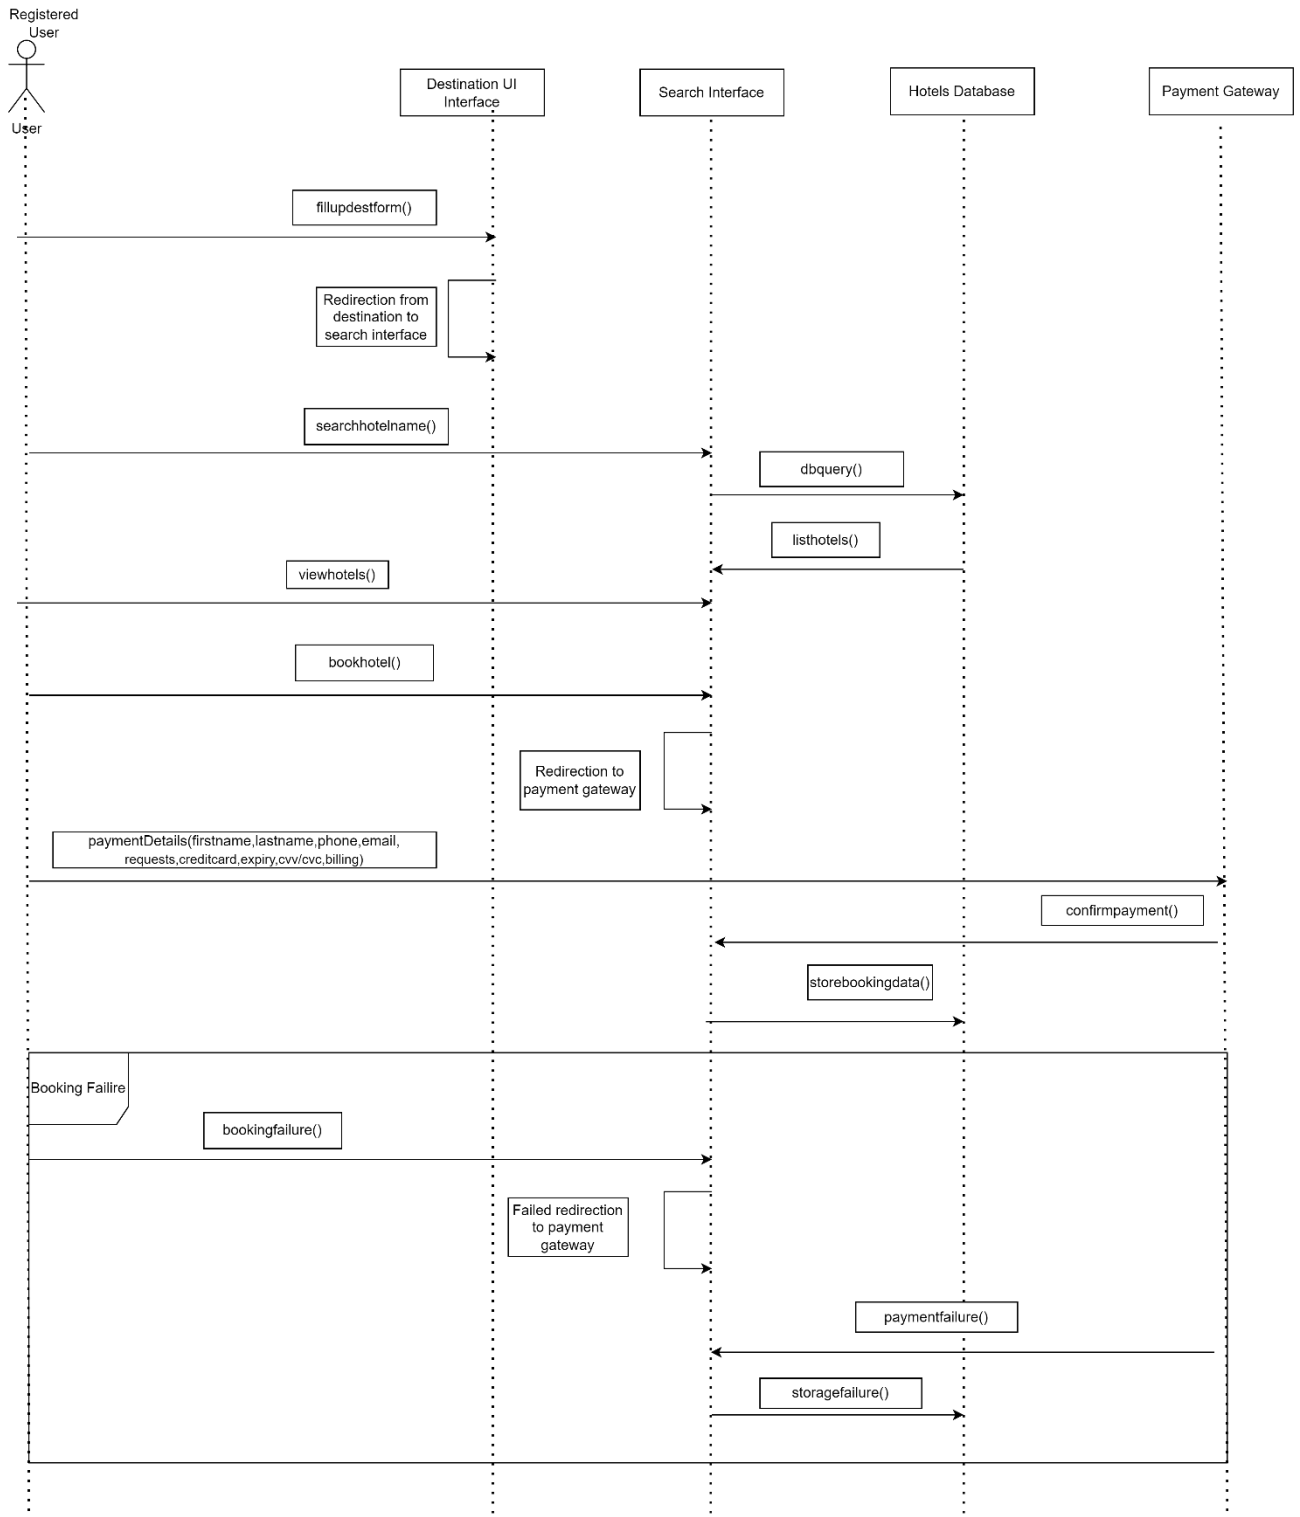 Registered
User
User
Destination UI
Interface
Search Interface
Hotels Database
Payment Gateway
fillupdestform()
Redirection from
destination to
search interface
searchhotelname()
dbquery()
listhotels()
viewhotels()
bookhotel()
Redirection to
payment gateway
paymentDetails(firstname,lastname,phone,email,
requests,creditcard,expiry,cvv/cvc,billing)
confirmpayment()
storebookingdata()
Booking Failire
bookingfailure()
Failed redirection
to payment
gateway
paymentfailure()
storagefailure()